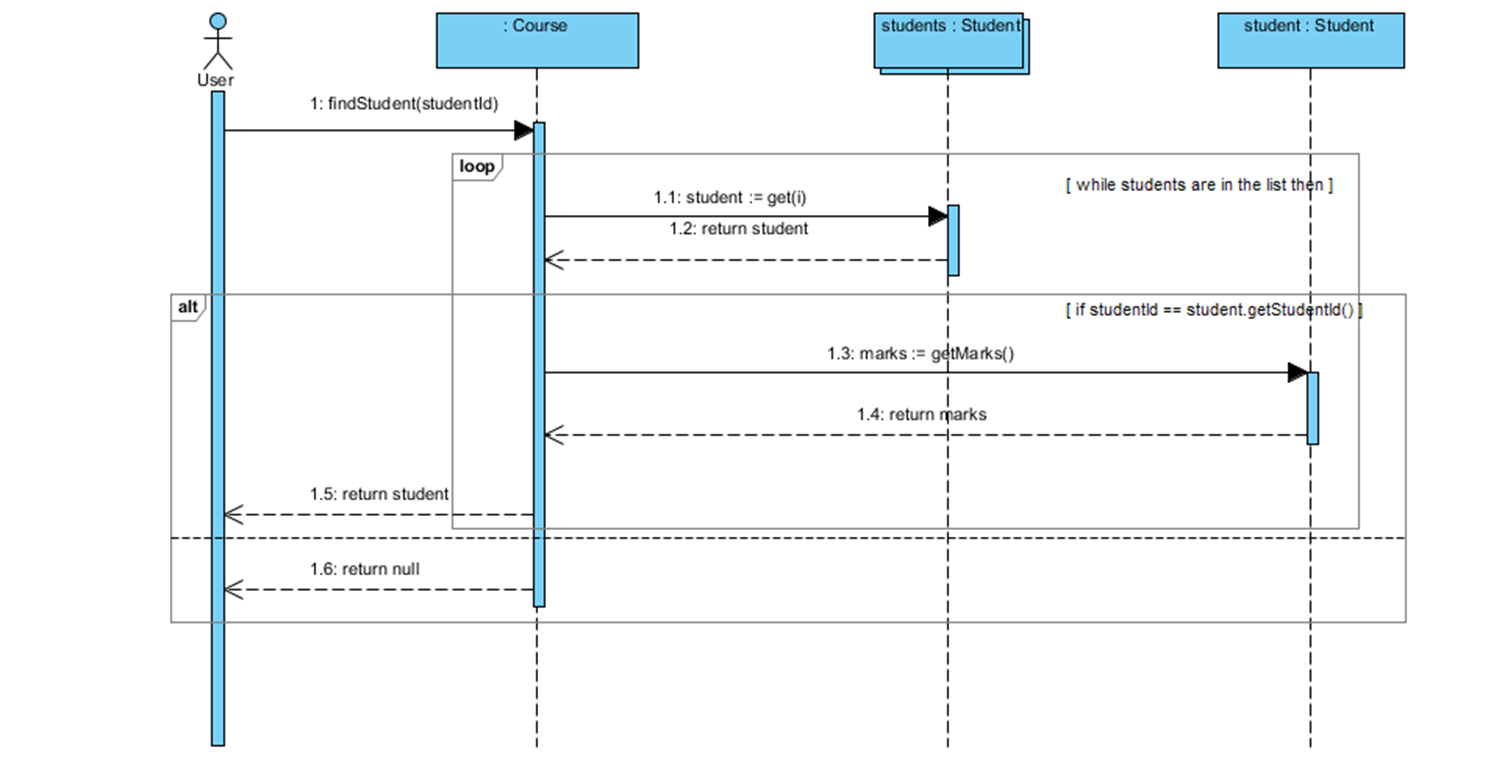 : Course
students : Student
student : Student
User
1: findStudent(studentId)
loop
[ while students are in the list then ]
1.1: student := get(i)
1.2: return student
alt
[ if studentId == student.getStudentId() ]
1.3: marks := getMarks()
1.4: return marks
1.5: return student
1.6: return null